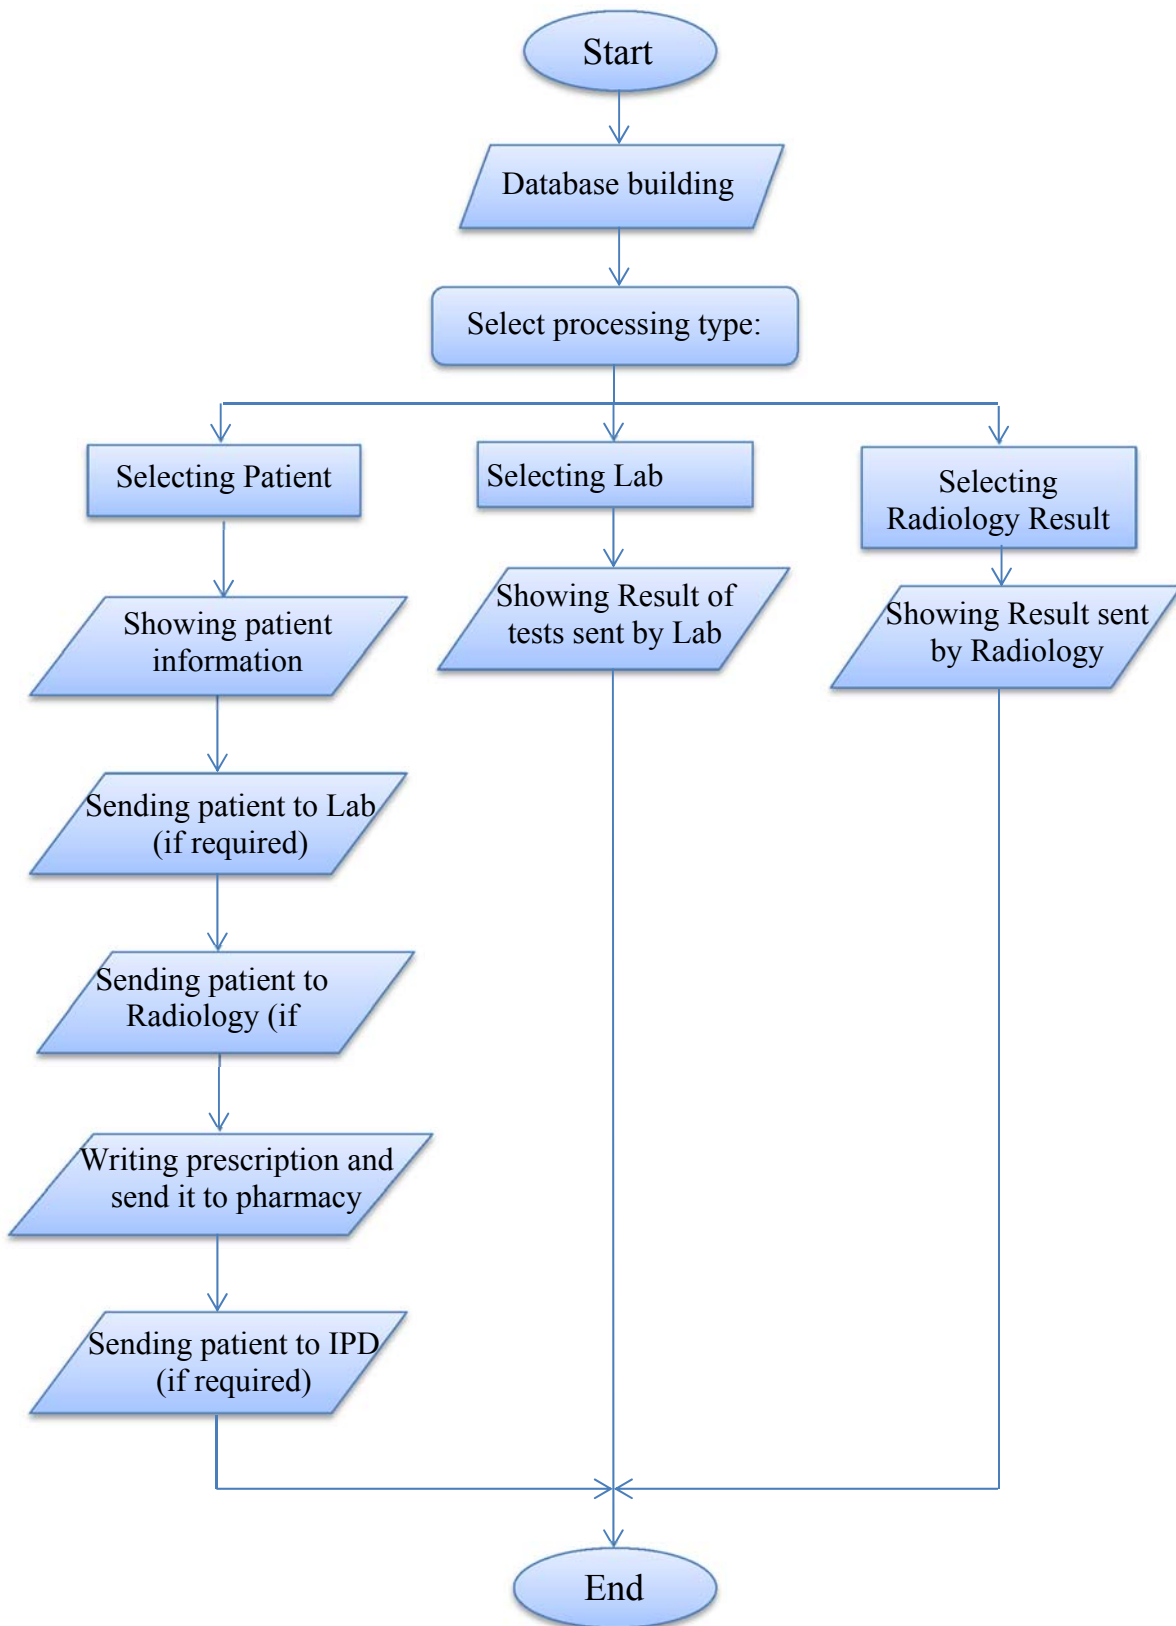 Start
Database building
Select processing type:
Selecting Patient
Selecting Lab
Selecting
Radiology Result
Showing patient
information
Showing Result of
tests sent by Lab
Showing Result sent
by Radiology
Sending patient to Lab
(if required)
Sending patient to
Radiology (if
Writing prescription and
send it to pharmacy
Sending patient to IPD
(if required)
End